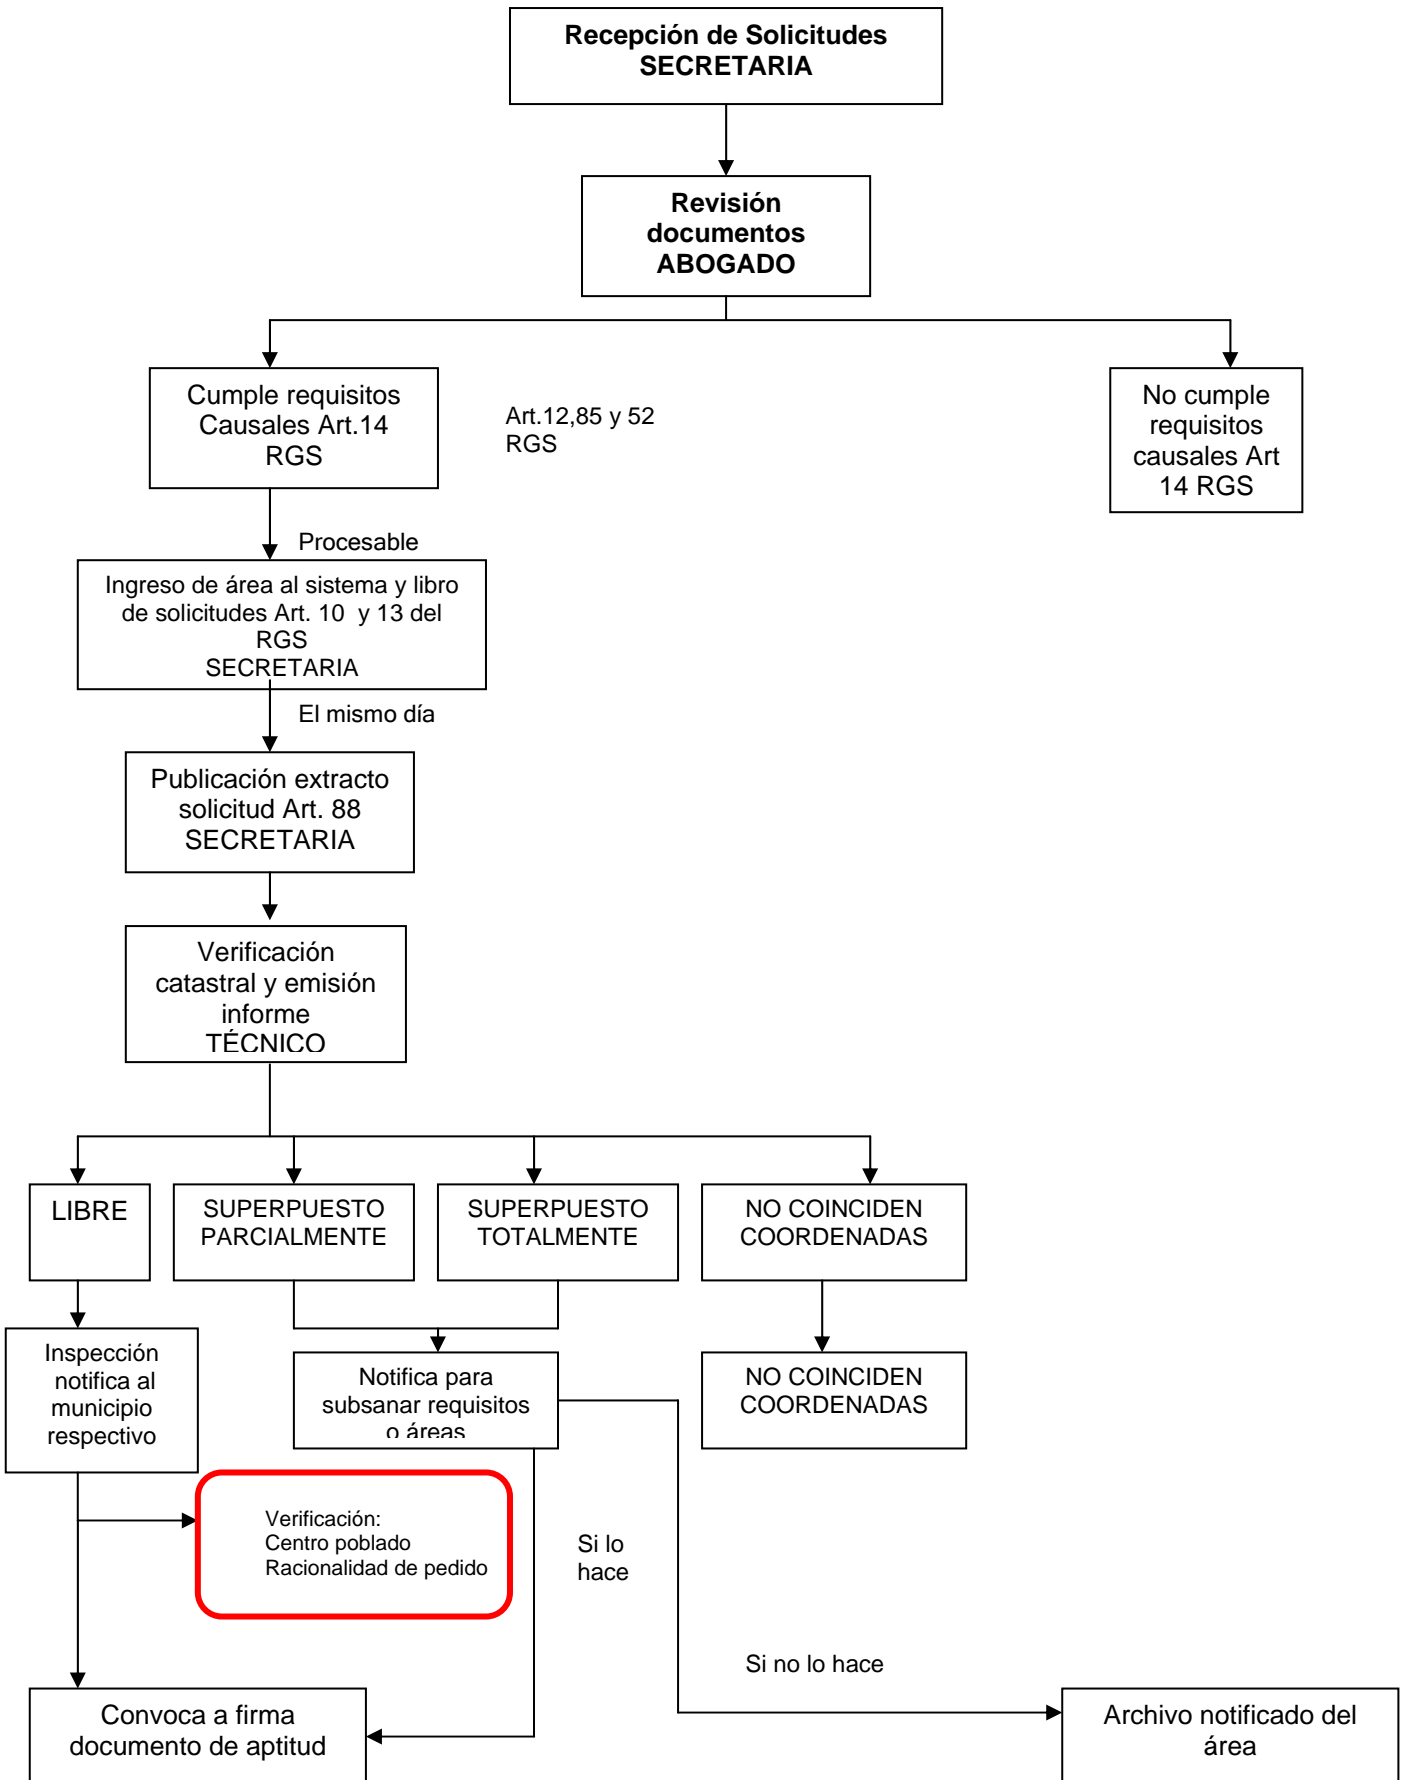 Recepción de Solicitudes
SECRETARIA
Revisión
documentos
ABOGADO
Cumple requisitos
Causales Art.14
RGS
Art.12,85 y 52
RGS
No cumple
requisitos
causales Art
14 RGS
Procesable
Ingreso de área al sistema y libro
de solicitudes Art. 10 y 13 del
RGS
SECRETARIA
El mismo día
Publicación extracto
solicitud Art. 88
SECRETARIA
Verificación
catastral y emisión
informe
TÉCNICO
LIBRE
SUPERPUESTO
PARCIALMENTE
SUPERPUESTO
TOTALMENTE
NO COINCIDEN
COORDENADAS
Inspección
notifica al
municipio
respectivo
Notifica para
subsanar requisitos
o áreas
NO COINCIDEN
COORDENADAS
Verificación:
Centro poblado
Racionalidad de pedido
Si lo
hace
Si no lo hace
Convoca a firma
documento de aptitud
Archivo notificado del
área